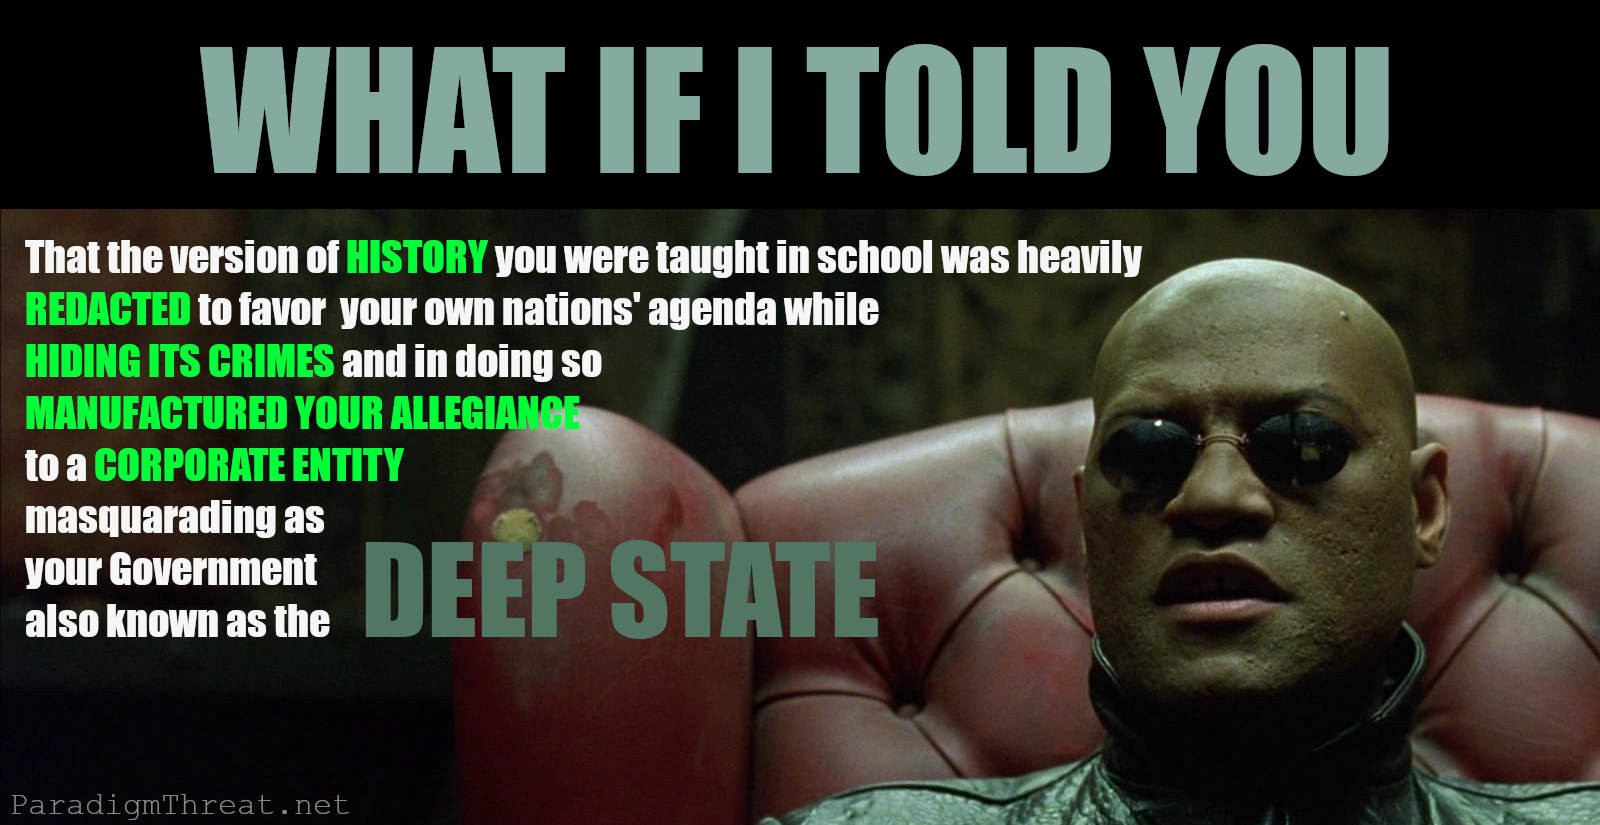 WHAT IF I TOLD YOU
That the version of HISTORY you were taught in school was heavily
REDACTED to favor  your own nations' agenda while
HIDING ITS CRIMES and in doing so
MANUFACTURED YOUR ALLEGIANCE
to a CORPORATE ENTITY
masquarading as
your Government
also known as the DEEP STATE
ParadigmThreat.net